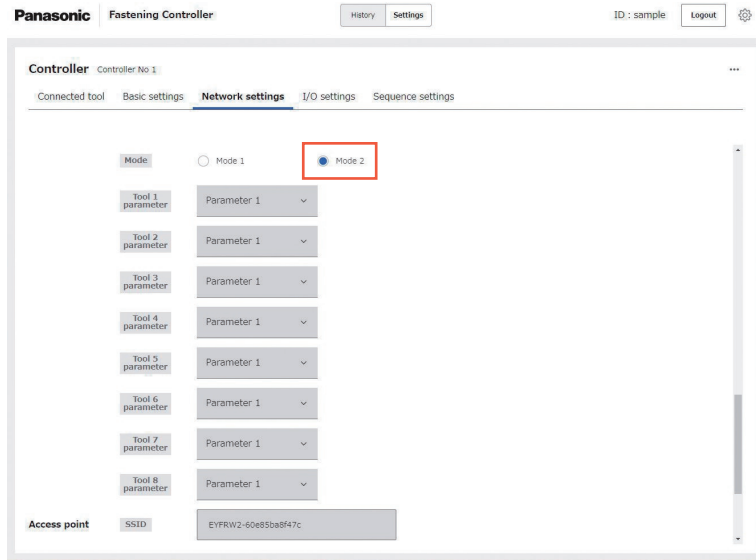 Panasonic Fastening Controller History Settings ID : sample Logout
Controller Controller No 1 ...
Connected tool Basic settings Network settings I/O settings Sequence settings
Mode Mode 1 Mode 2
Tool 1
parameter Parameter 1
Tool 2
parameter Parameter 1
Tool 3
parameter Parameter 1
Tool 4
parameter Parameter 1
Tool 5
parameter Parameter 1
Tool 6
parameter Parameter 1
Tool 7
parameter Parameter 1
Tool 8
parameter Parameter 1
Access point SSID EYFRW2-60e85ba8f47c